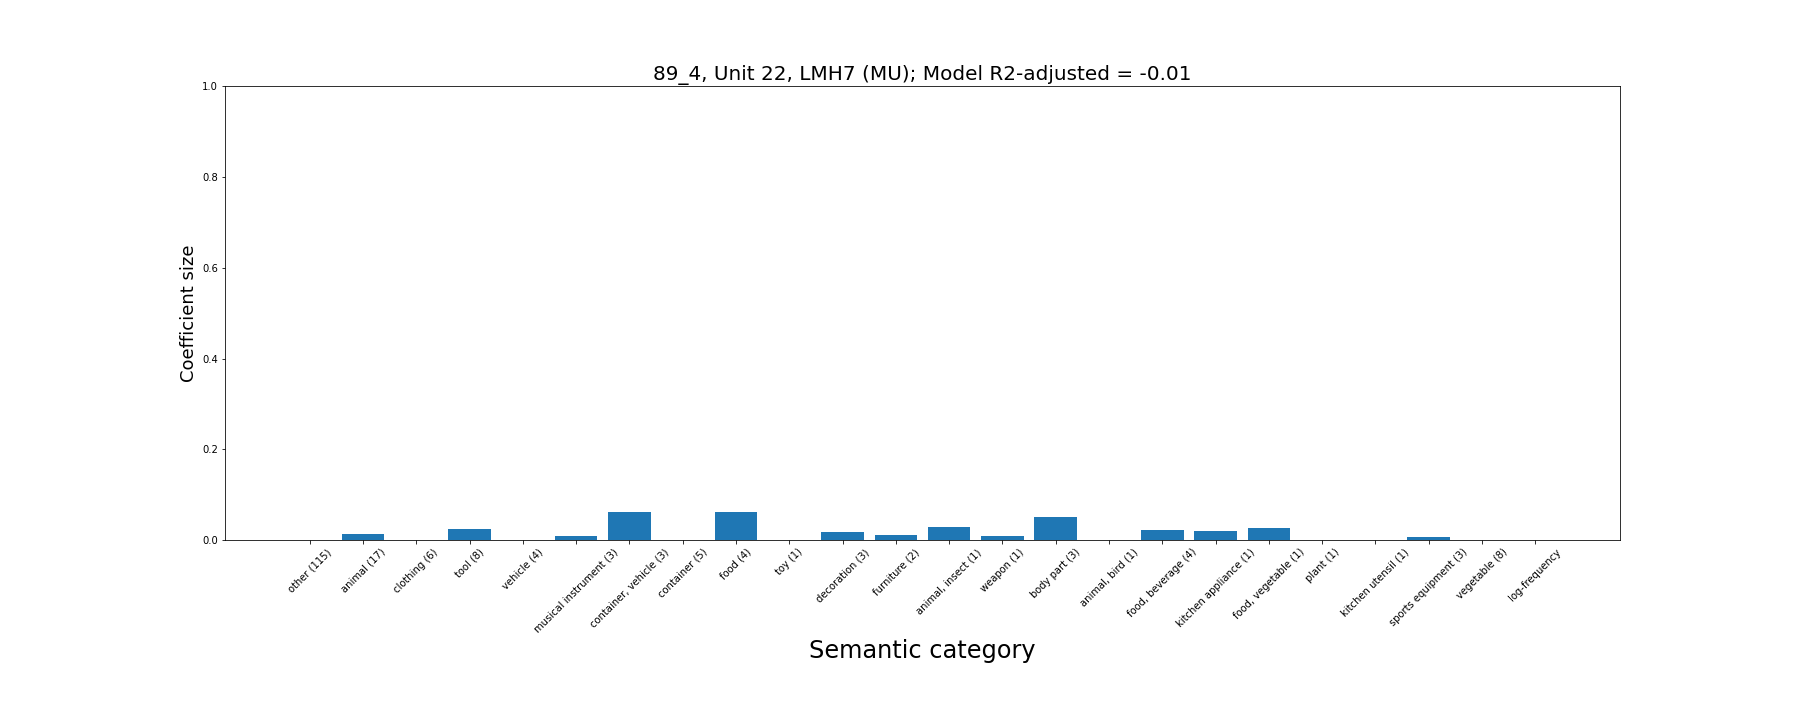 89_4, Unit 22, LMH7 (MU); Model R2-adjusted = -0.01
Coefficient size
1.0
0.8
0.6
0.4
0.2
0.0
other (115)
animal (17)
clothing (6)
tool (8)
vehicle (4)
musical instrument (3)
container, vehicle (3)
container (5)
food (4)
toy (1)
decoration (3)
furniture (2)
animal, insect (1)
weapon (1)
body part (3)
animal, bird (1)
food, beverage (4)
kitchen appliance (1)
food, vegetable (1)
plant (1)
kitchen utensil (1)
sports equipment (3)
vegetable (8)
log-frequency
Semantic category